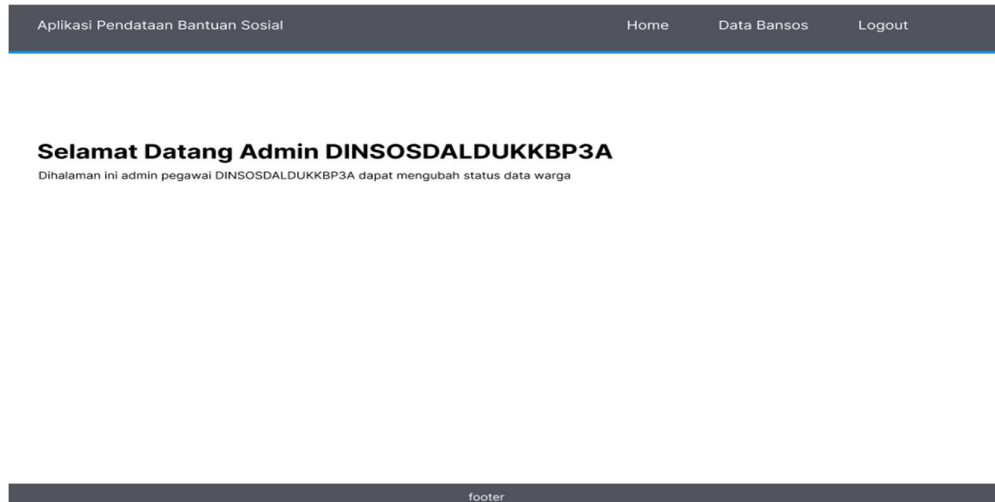 Aplikasi Pendataan Bantuan Sosial Home Data Bansos Logout
Selamat Datang Admin DINSOSDALDUKKBP3A
Dihalaman ini admin pegawai DINSOSDALDUKKBP3A dapat mengubah status data warga
footer